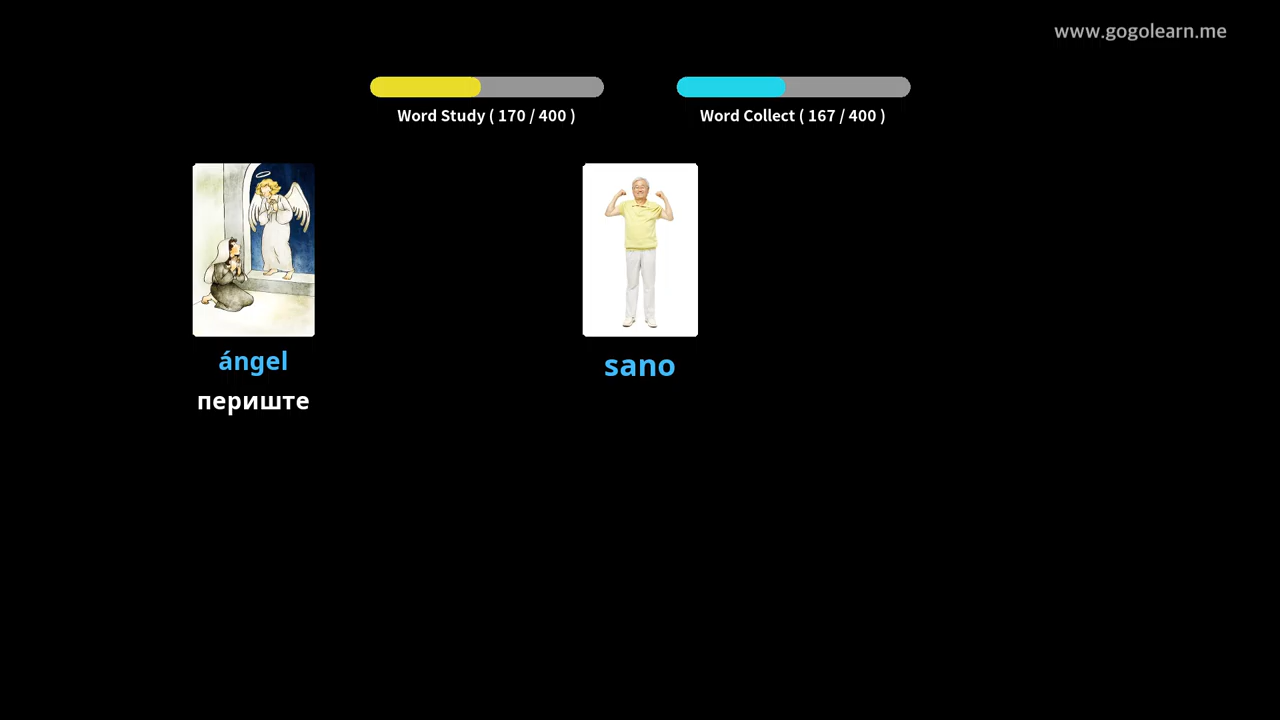 www.gogolearn.me
Word Study ( 170 / 400 )
Word Collect ( 167 / 400 )
ángel
периште
sano